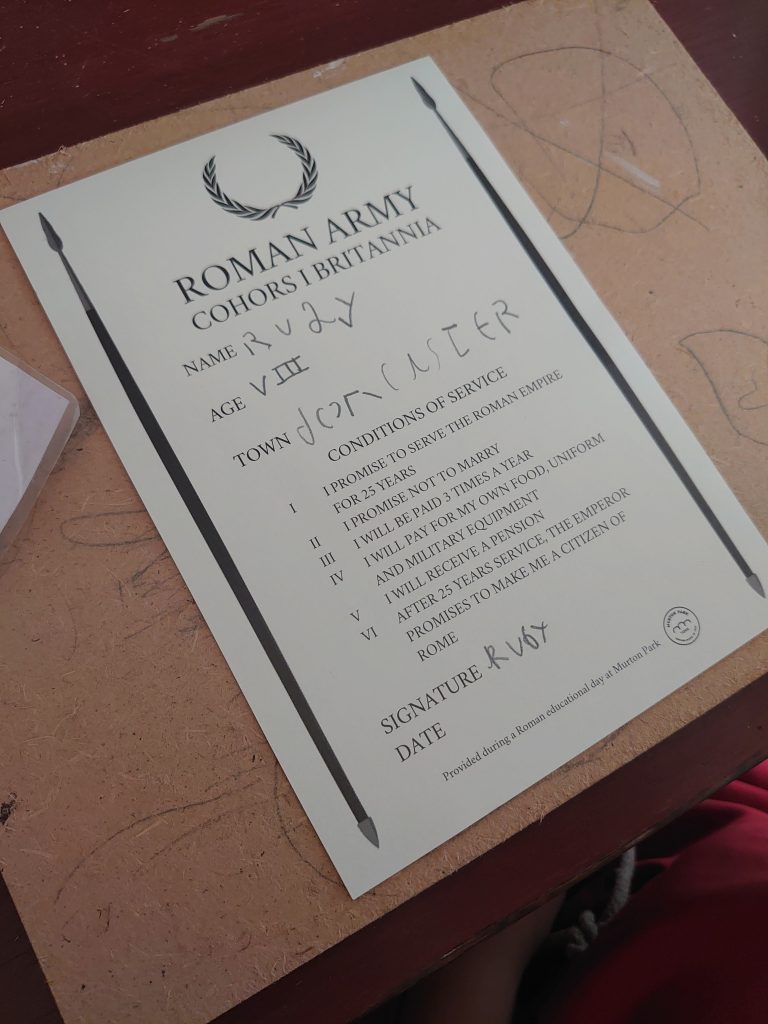 ROMAN ARMY
COHORS I BRITANNIA
NAME RUBY
AGE VIII
TOWN
CONDITIONS OF SERVICE
I I PROMISE TO SERVE THE ROMAN EMPIRE
FOR 25 YEARS
II I PROMISE NOT TO MARRY
III I WILL BE PAID 3 TIMES A YEAR
IV I WILL PAY FOR MY OWN FOOD, UNIFORM
AND MILITARY EQUIPMENT
V I WILL RECEIVE A PENSION
VI AFTER 25 YEARS SERVICE, THE EMPEROR
PROMISES TO MAKE ME A CITIZEN OF
ROME
SIGNATURE RUBY
DATE
Provided during a Roman educational day at Murton Park
MURTON PARK